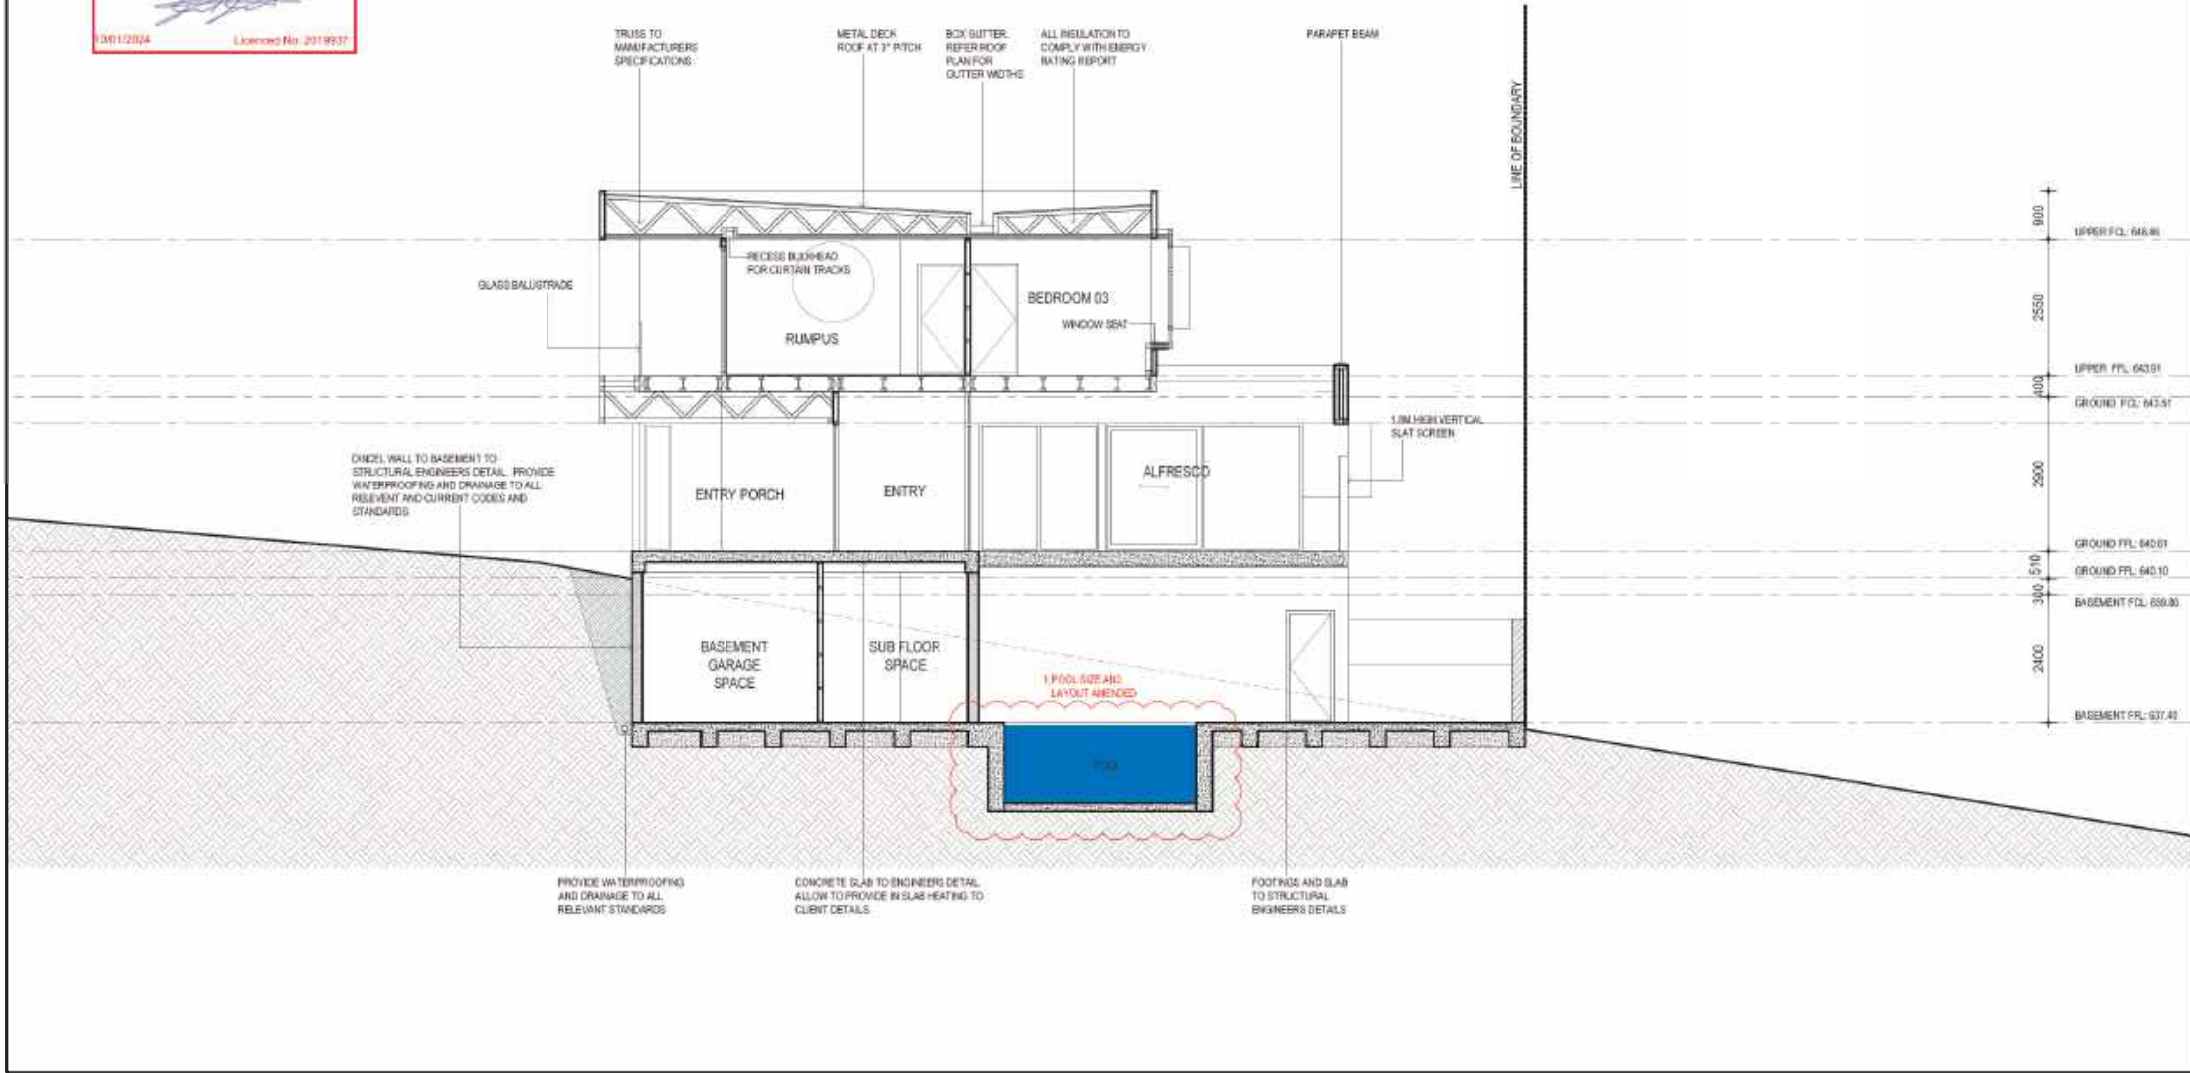 10/01/2024
Licenced No: 2019937
TRUSS TO
MANUFACTURERS
SPECIFICATIONS
METAL DECK
ROOF AT 3° PITCH
BOX GUTTER.
REFER ROOF
PLAN FOR
GUTTER WIDTHS
ALL INSULATION TO
COMPLY WITH ENERGY
RATING REPORT
PARAPET BEAM
LINE OF BOUNDARY
900
UPPER FCL: 646.46
RECESS BULKHEAD
FOR CURTAIN TRACKS
GLASS BALUSTRADE
BEDROOM 03
WINDOW SEAT
RUMPUS
2550
UPPER FFL: 643.91
400
GROUND FCL: 643.51
1.8M HIGH VERTICAL
SLAT SCREEN
DINCEL WALL TO BASEMENT TO
STRUCTURAL ENGINEERS DETAIL. PROVIDE
WATERPROOFING AND DRAINAGE TO ALL
RELEVENT AND CURRENT CODES AND
STANDARDS
ENTRY PORCH
ENTRY
ALFRESCO
2900
GROUND FFL: 640.61
510
GROUND FFL: 640.10
300
BASEMENT FCL: 639.80
BASEMENT
GARAGE
SPACE
SUB FLOOR
SPACE
2400
1. POOL SIZE AND
LAYOUT AMENDED
BASEMENT FFL: 637.40
POOL
PROVIDE WATERPROOFING
AND DRAINAGE TO ALL
RELEVANT STANDARDS
CONCRETE SLAB TO ENGINEERS DETAIL.
ALLOW TO PROVIDE IN SLAB HEATING TO
CLIENT DETAILS
FOOTINGS AND SLAB
TO STRUCTURAL
ENGINEERS DETAILS